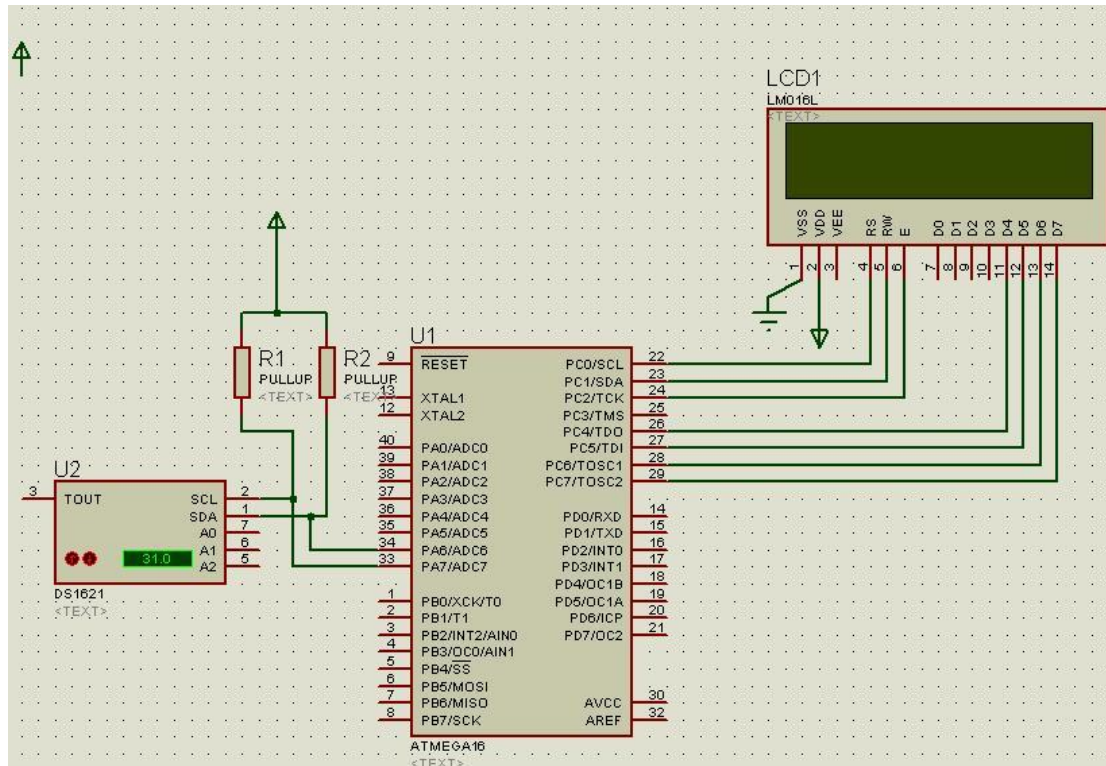 LCD1
LM016L
<TEXT>
VSS
VDD
VEE
RS
RW
E
D0
D1
D2
D3
D4
D5
D6
D7
1
2
3
4
5
6
7
8
9
10
11
12
13
14
R1
PULLUP
<TEXT>
R2
PULLUP
<TEXT>
U2
3 TOUT
SCL 2
SDA 1
A0 7
A1 6
A2 5
31.0
DS1621
<TEXT>
U1
9 RESET
13 XTAL1
12 XTAL2
40 PA0/ADC0
39 PA1/ADC1
38 PA2/ADC2
37 PA3/ADC3
36 PA4/ADC4
35 PA5/ADC5
34 PA6/ADC6
33 PA7/ADC7
1 PB0/XCK/T0
2 PB1/T1
3 PB2/INT2/AIN0
4 PB3/OC0/AIN1
5 PB4/SS
6 PB5/MOSI
7 PB6/MISO
8 PB7/SCK
PC0/SCL 22
PC1/SDA 23
PC2/TCK 24
PC3/TMS 25
PC4/TDO 26
PC5/TDI 27
PC6/TOSC1 28
PC7/TOSC2 29
PD0/RXD 14
PD1/TXD 15
PD2/INT0 16
PD3/INT1 17
PD4/OC1B 18
PD5/OC1A 19
PD6/ICP 20
PD7/OC2 21
AVCC 30
AREF 32
ATMEGA16
<TEXT>